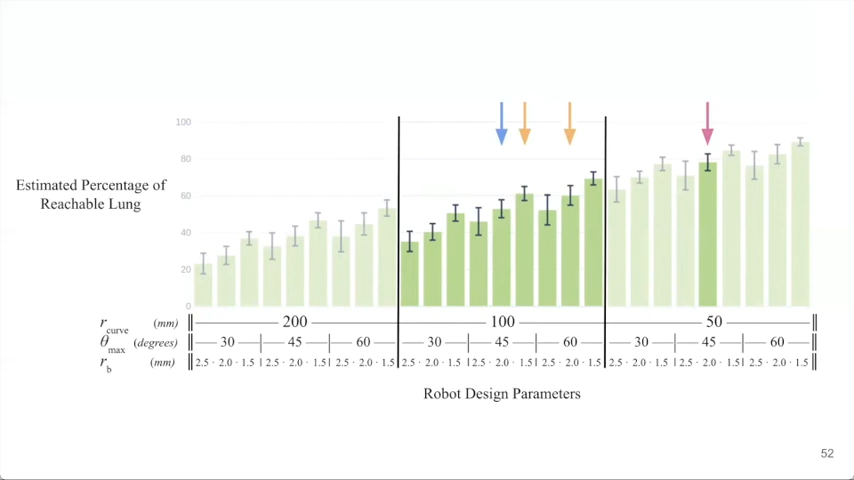 100
80
Estimated Percentage of
Reachable Lung
60
40
20
0
r curve (mm) 200 100 50
θ max (degrees) 30 45 60 30 45 60 30 45 60
r b (mm) 2.5 · 2.0 · 1.5 2.5 · 2.0 · 1.5 2.5 · 2.0 · 1.5 2.5 · 2.0 · 1.5 2.5 · 2.0 · 1.5 2.5 · 2.0 · 1.5 2.5 · 2.0 · 1.5 2.5 · 2.0 · 1.5 2.5 · 2.0 · 1.5
Robot Design Parameters
52